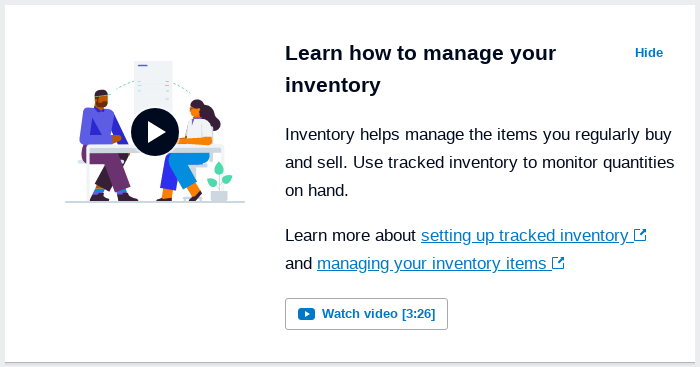 Learn how to manage your
inventory
Hide
Inventory helps manage the items you regularly buy
and sell. Use tracked inventory to monitor quantities
on hand.
Learn more about setting up tracked inventory
and managing your inventory items
Watch video [3:26]